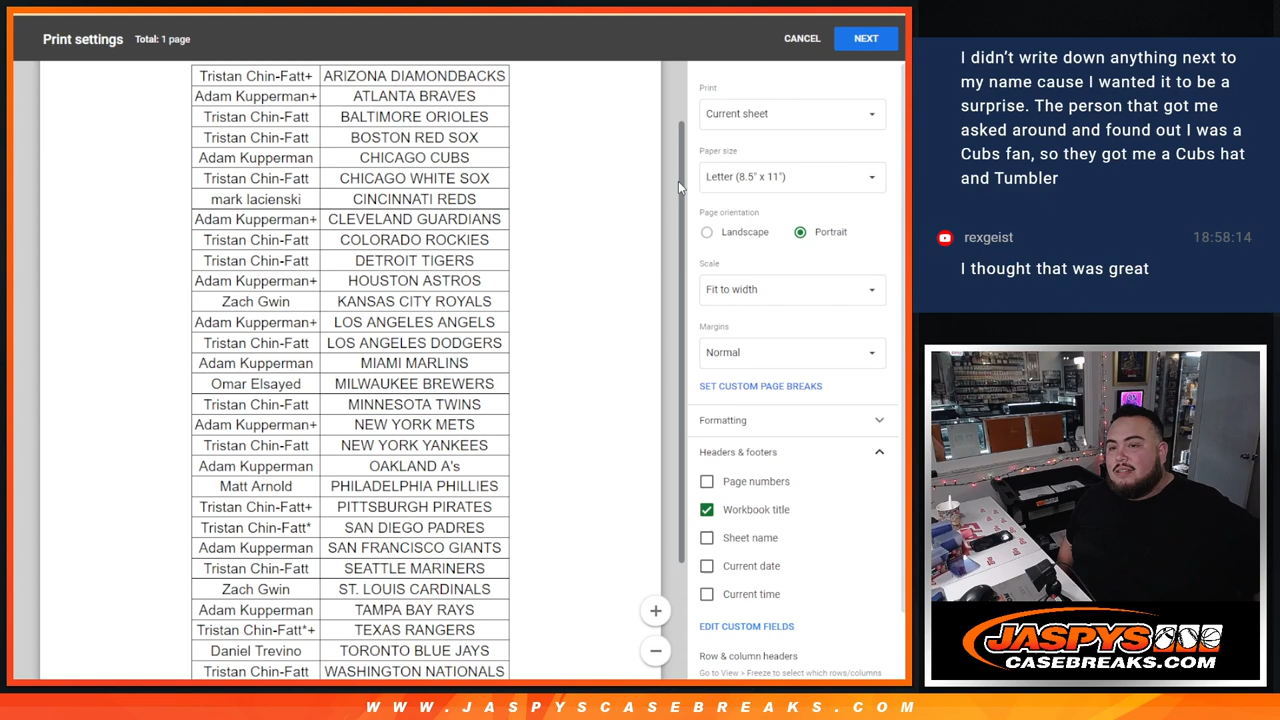 Print settings Total: 1 page CANCEL NEXT
Tristan Chin-Fatt+ ARIZONA DIAMONDBACKS
Adam Kupperman+ ATLANTA BRAVES
Tristan Chin-Fatt BALTIMORE ORIOLES
Tristan Chin-Fatt BOSTON RED SOX
Adam Kupperman CHICAGO CUBS
Tristan Chin-Fatt CHICAGO WHITE SOX
mark lacienski CINCINNATI REDS
Adam Kupperman+ CLEVELAND GUARDIANS
Tristan Chin-Fatt COLORADO ROCKIES
Tristan Chin-Fatt DETROIT TIGERS
Adam Kupperman+ HOUSTON ASTROS
Zach Gwin KANSAS CITY ROYALS
Adam Kupperman+ LOS ANGELES ANGELS
Tristan Chin-Fatt LOS ANGELES DODGERS
Adam Kupperman MIAMI MARLINS
Omar Elsayed MILWAUKEE BREWERS
Tristan Chin-Fatt MINNESOTA TWINS
Adam Kupperman+ NEW YORK METS
Tristan Chin-Fatt NEW YORK YANKEES
Adam Kupperman OAKLAND A's
Matt Arnold PHILADELPHIA PHILLIES
Tristan Chin-Fatt+ PITTSBURGH PIRATES
Tristan Chin-Fatt* SAN DIEGO PADRES
Adam Kupperman SAN FRANCISCO GIANTS
Tristan Chin-Fatt SEATTLE MARINERS
Zach Gwin ST. LOUIS CARDINALS
Adam Kupperman TAMPA BAY RAYS
Tristan Chin-Fatt*+ TEXAS RANGERS
Daniel Trevino TORONTO BLUE JAYS
Tristan Chin-Fatt WASHINGTON NATIONALS
Print
Current sheet
Paper size
Letter (8.5" x 11")
Page orientation
Landscape Portrait
Scale
Fit to width
Margins
Normal
SET CUSTOM PAGE BREAKS
Formatting
Headers & footers
Page numbers
Workbook title
Sheet name
Current date
Current time
EDIT CUSTOM FIELDS
Row & column headers
Go to View > Freeze to select which rows/columns
I didn't write down anything next to
my name cause I wanted it to be a
surprise. The person that got me
asked around and found out I was a
Cubs fan, so they got me a Cubs hat
and Tumbler
rexgeist 18:58:14
I thought that was great
JASPYS
CASEBREAKS.COM
WWW.JASPYSCASEBREAKS.COM